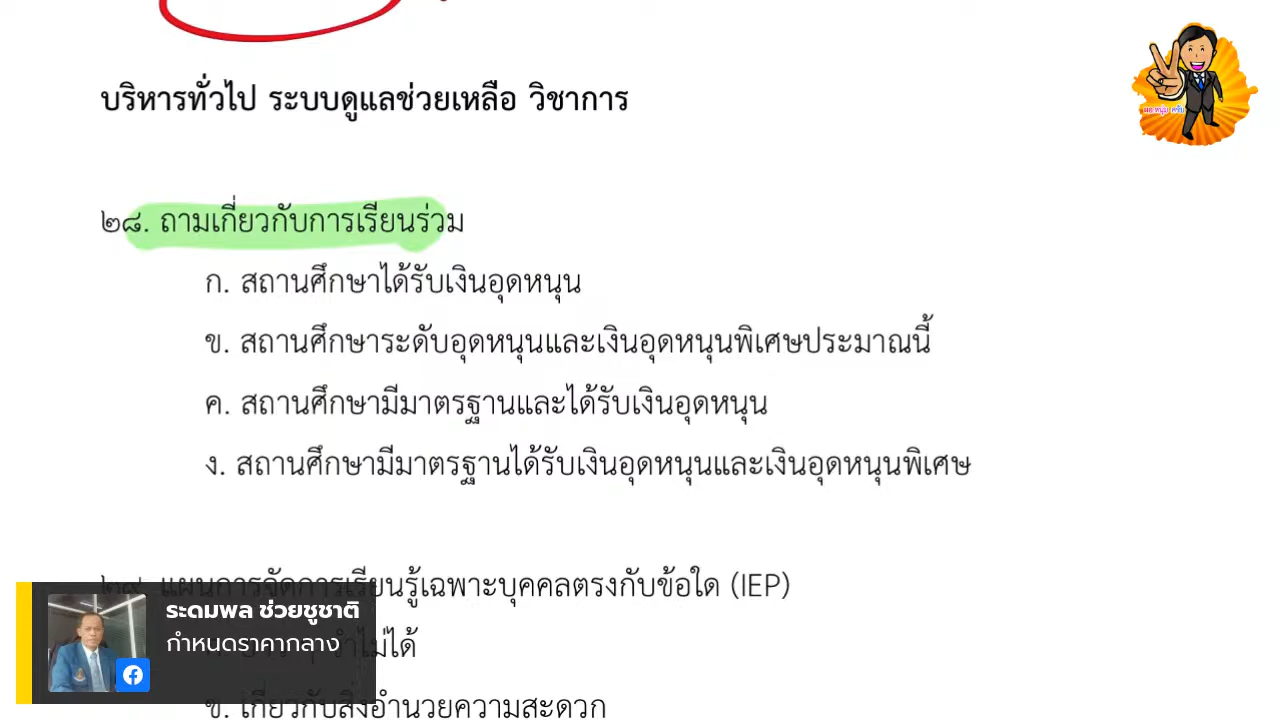 บริหารทั่วไป ระบบดูแลช่วยเหลือ วิชาการ
๒๘. ถามเกี่ยวกับการเรียนร่วม
ก. สถานศึกษาได้รับเงินอุดหนุน
ข. สถานศึกษาระดับอุดหนุนและเงินอุดหนุนพิเศษประมาณนี้
ค. สถานศึกษามีมาตรฐานและได้รับเงินอุดหนุน
ง. สถานศึกษามีมาตรฐานได้รับเงินอุดหนุนและเงินอุดหนุนพิเศษ
๒๙. แผนการจัดการเรียนรู้เฉพาะบุคคลตรงกับข้อใด (IEP)
ระดมพล ช่วยชูชาติ
กำหนดราคากลาง
จำไม่ได้
ข. เกี่ยวกับสิ่งอำนวยความสะดวก